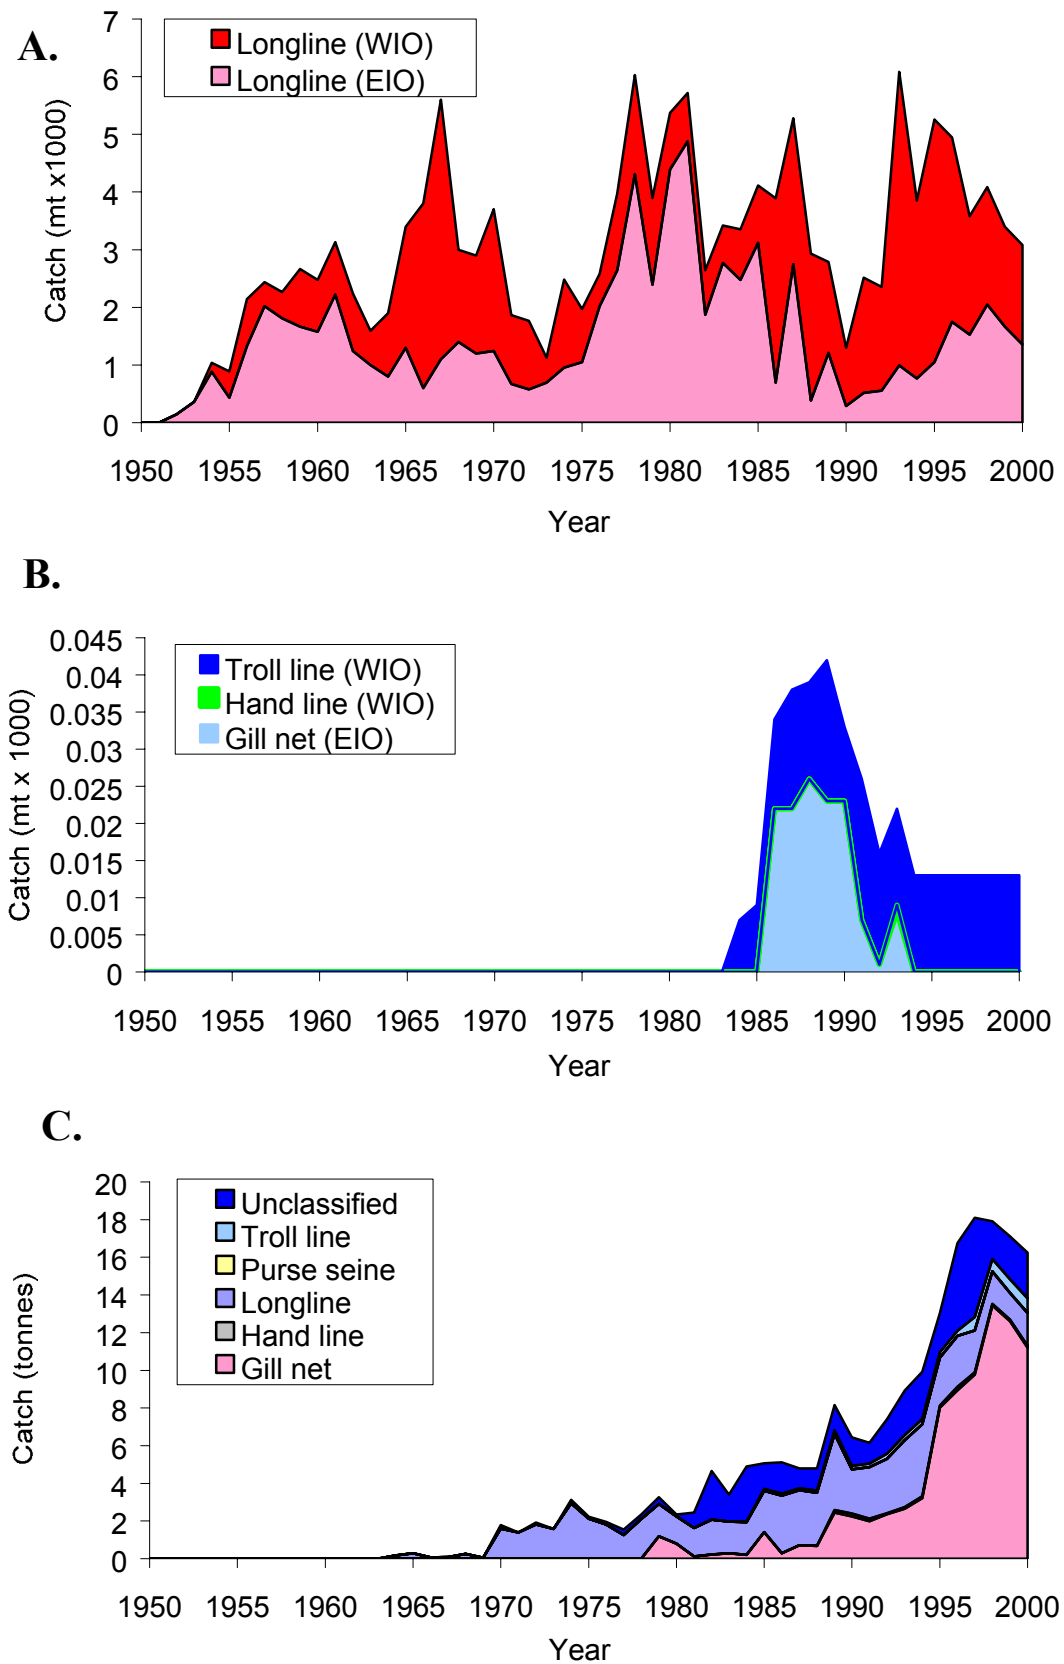 A.
Longline (WIO)
Longline (EIO)
Catch (mt x1000)
7
6
5
4
3
2
1
0
1950 1955 1960 1965 1970 1975 1980 1985 1990 1995 2000
Year
B.
Troll line (WIO)
Hand line (WIO)
Gill net (EIO)
Catch (mt x 1000)
0.045
0.04
0.035
0.03
0.025
0.02
0.015
0.01
0.005
0
1950 1955 1960 1965 1970 1975 1980 1985 1990 1995 2000
Year
C.
Unclassified
Troll line
Purse seine
Longline
Hand line
Gill net
Catch (tonnes)
20
18
16
14
12
10
8
6
4
2
0
1950 1955 1960 1965 1970 1975 1980 1985 1990 1995 2000
Year